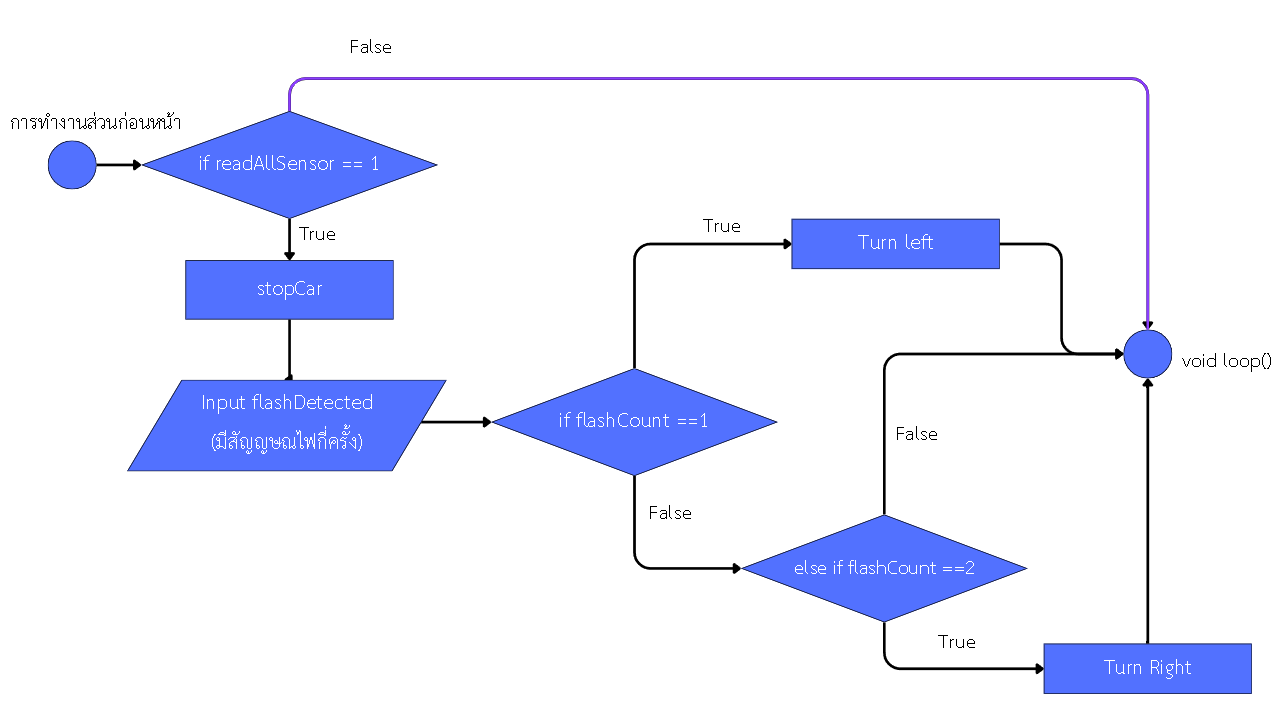 False
การทำงานส่วนก่อนหน้า
if readAllSensor == 1
True
stopCar
Input flashDetected
(มีสัญญษณไฟกี่ครั้ง)
if flashCount ==1
True
Turn left
void loop()
False
False
else if flashCount ==2
True
Turn Right